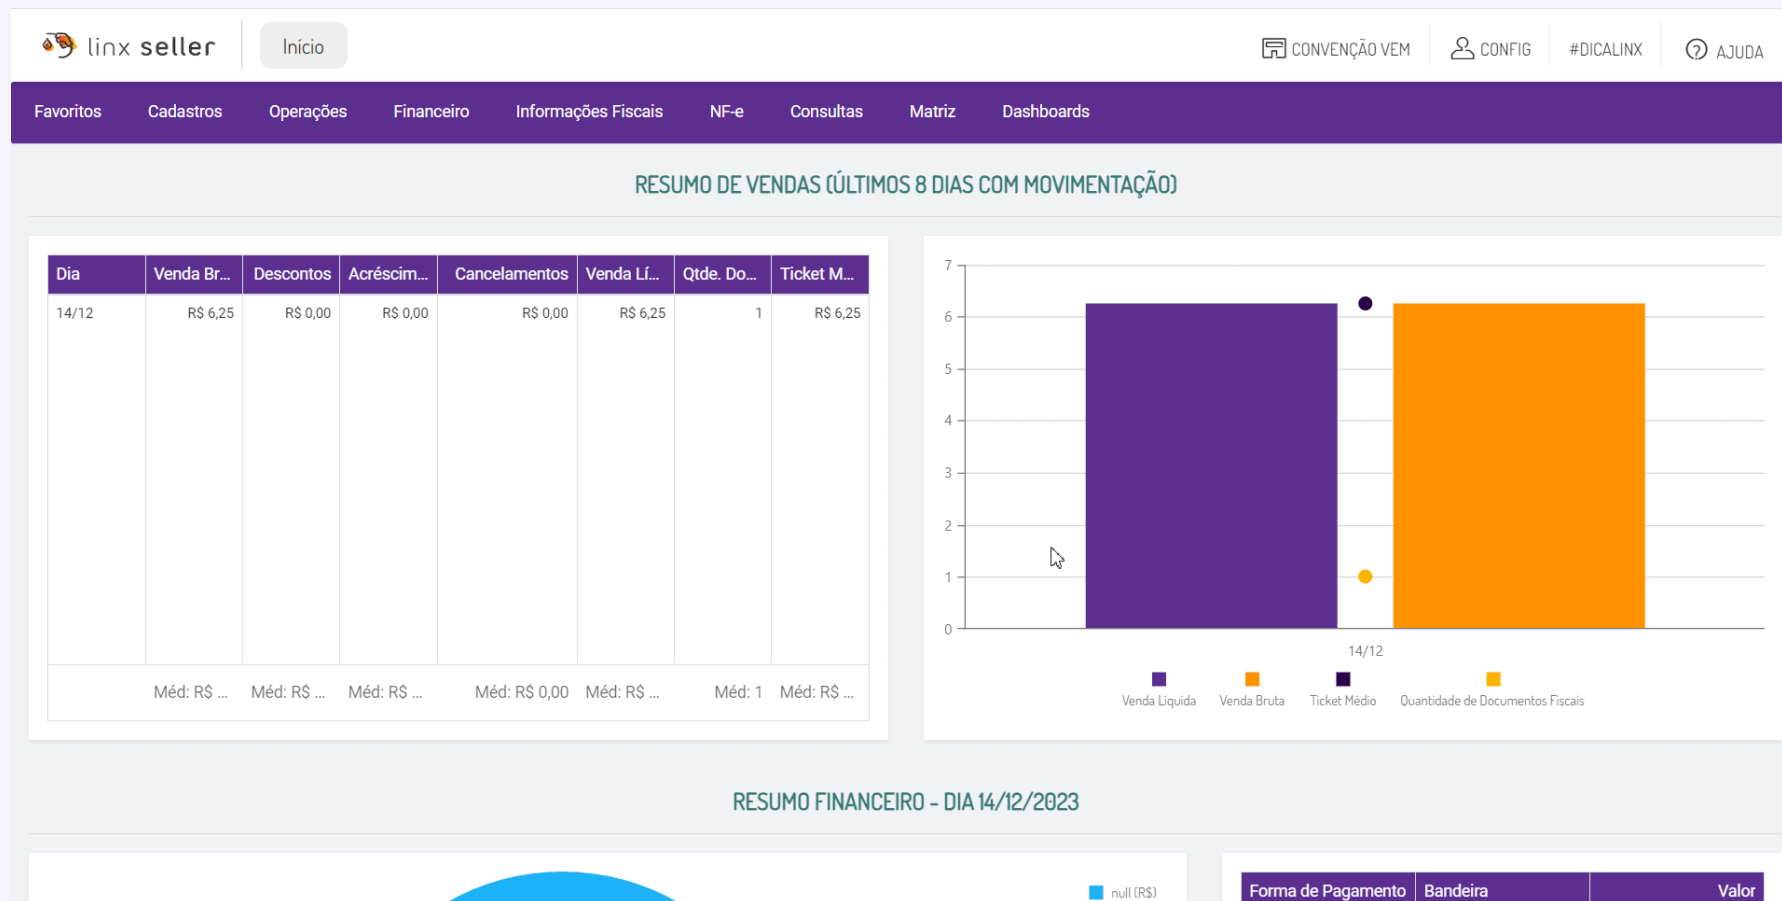 linx seller
Início
CONVENÇÃO VEM
CONFIG
#DICALINX
AJUDA
Favoritos Cadastros Operações Financeiro Informações Fiscais NF-e Consultas Matriz Dashboards
RESUMO DE VENDAS (ÚLTIMOS 8 DIAS COM MOVIMENTAÇÃO)
Dia Venda Br... Descontos Acréscim... Cancelamentos Venda Lí... Qtde. Do... Ticket M...
14/12 R$ 6,25 R$ 0,00 R$ 0,00 R$ 0,00 R$ 6,25 1 R$ 6,25
Méd: R$ ... Méd: R$ ... Méd: R$ ... Méd: R$ 0,00 Méd: R$ ... Méd: 1 Méd: R$ ...
7
6
5
4
3
2
1
0
14/12
Venda Líquida Venda Bruta Ticket Médio Quantidade de Documentos Fiscais
RESUMO FINANCEIRO - DIA 14/12/2023
null (R$)
Forma de Pagamento Bandeira Valor